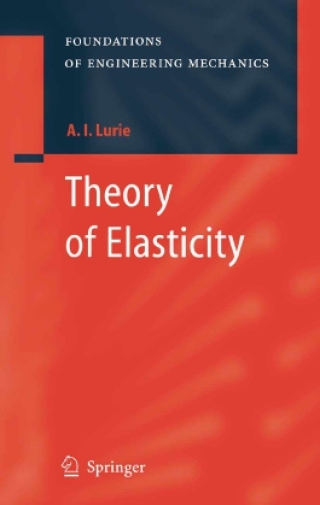 FOUNDATIONS
OF ENGINEERING MECHANICS
A. I. Lurie
Theory
of Elasticity
Springer